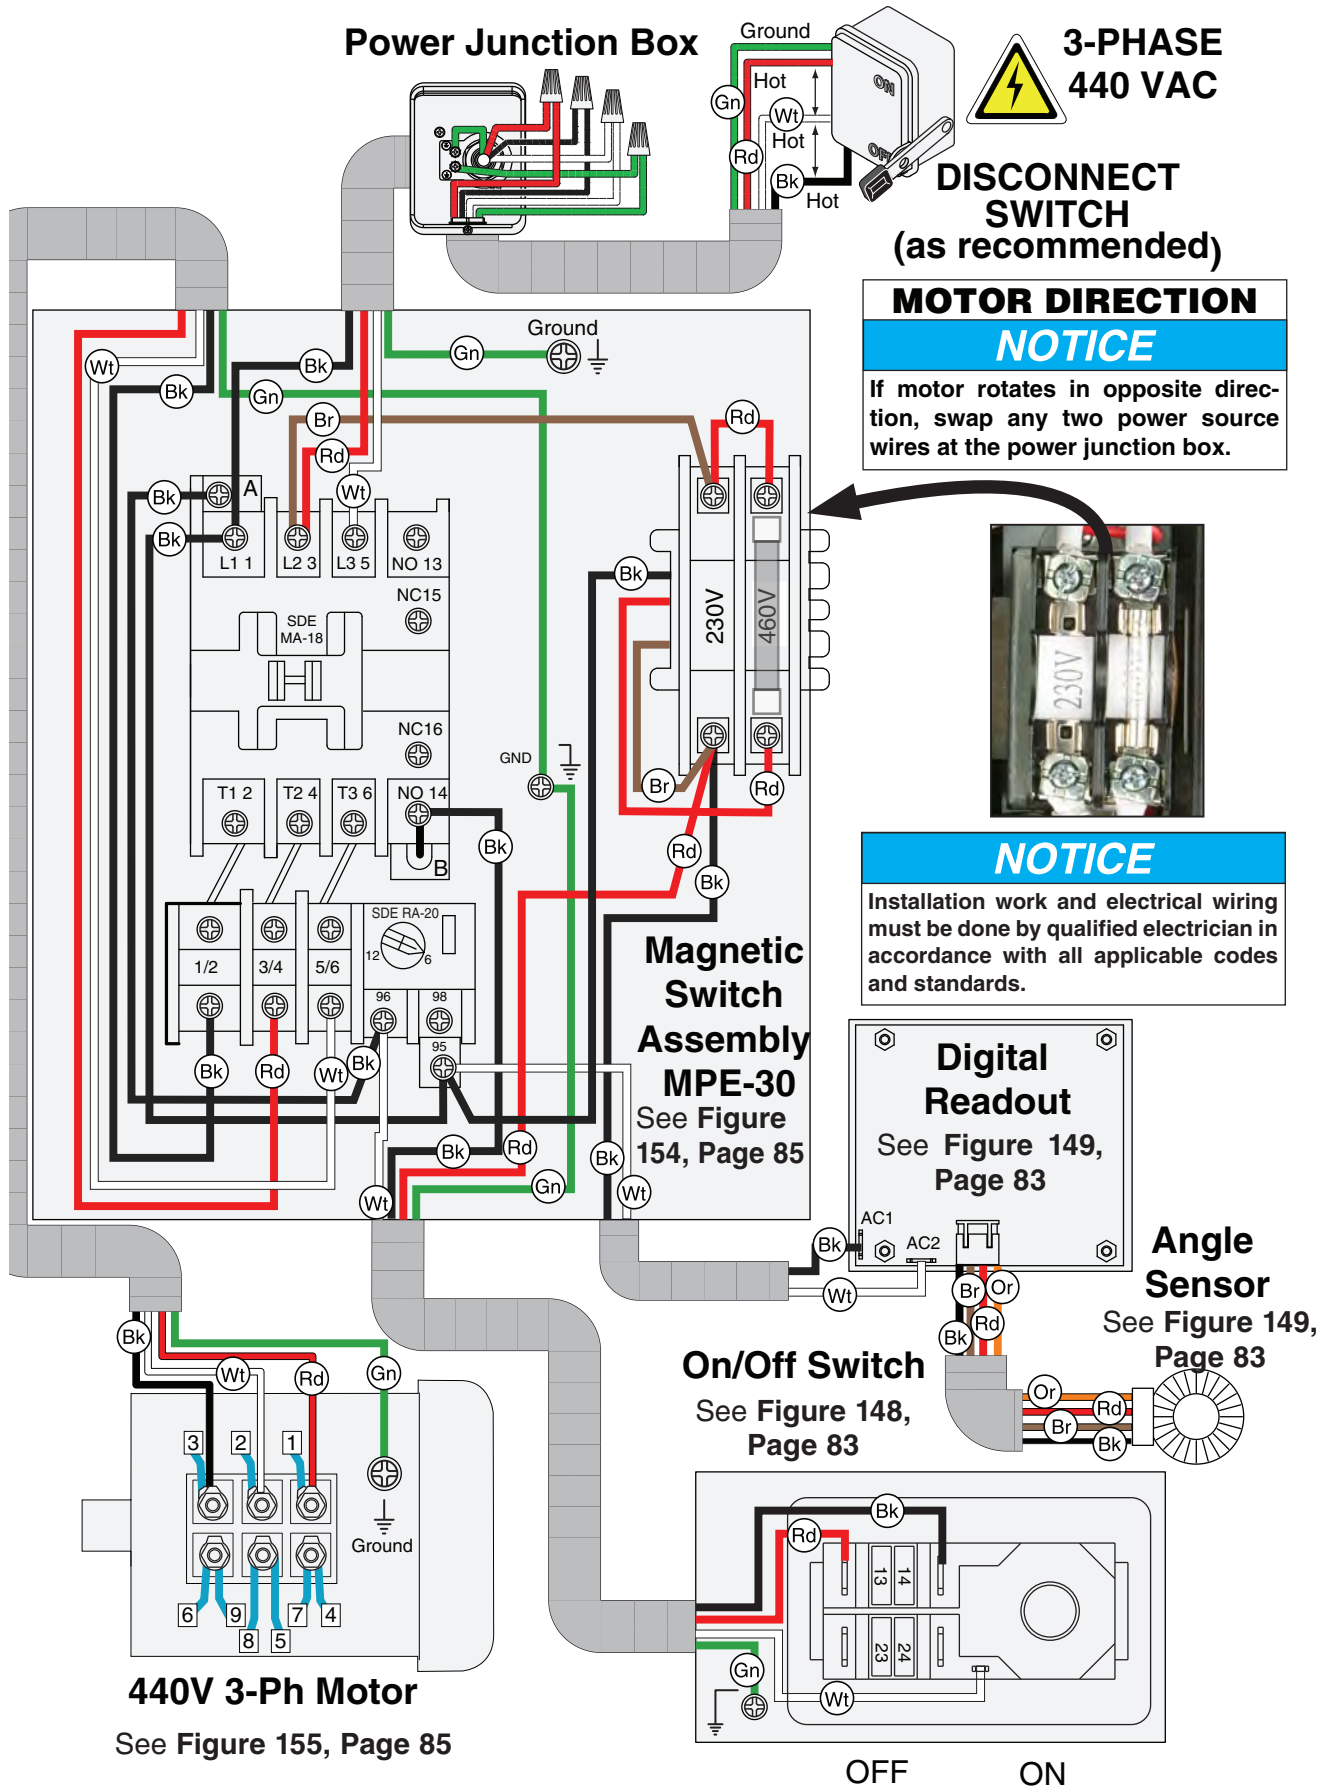 Power Junction Box
Ground
Hot
Gn
Wt
Hot
Rd
Bk
Hot
ON
OFF
3-PHASE
440 VAC
DISCONNECT
SWITCH
(as recommended)
MOTOR DIRECTION
NOTICE
If motor rotates in opposite direc-
tion, swap any two power source
wires at the power junction box.
Ground
Gn
Wt
Bk
Bk
Gn
Br
Rd
Rd
Wt
Bk
A
Bk
L1 1
L2 3
L3 5
NO 13
NC15
SDE
MA-18
NC16
T1 2
T2 4
T3 6
NO 14
B
Bk
GND
Bk
230V
460V
Br
Rd
Rd
Bk
230V
SDE RA-20
12
6
1/2
3/4
5/6
96
98
95
Bk
Rd
Wt
Bk
Bk
Rd
Wt
Gn
Bk
Wt
Magnetic
Switch
Assembly
MPE-30
See Figure
154, Page 85
NOTICE
Installation work and electrical wiring
must be done by qualified electrician in
accordance with all applicable codes
and standards.
Digital
Readout
See Figure 149,
Page 83
AC1
AC2
Bk
Wt
Br
Or
Rd
Bk
Angle
Sensor
See Figure 149,
Page 83
Or
Rd
Br
Bk
Bk
Wt
Rd
Gn
3
2
1
Ground
6
9
8
5
7
4
440V 3-Ph Motor
See Figure 155, Page 85
On/Off Switch
See Figure 148,
Page 83
Bk
Rd
13
14
23
24
Gn
Wt
OFF
ON